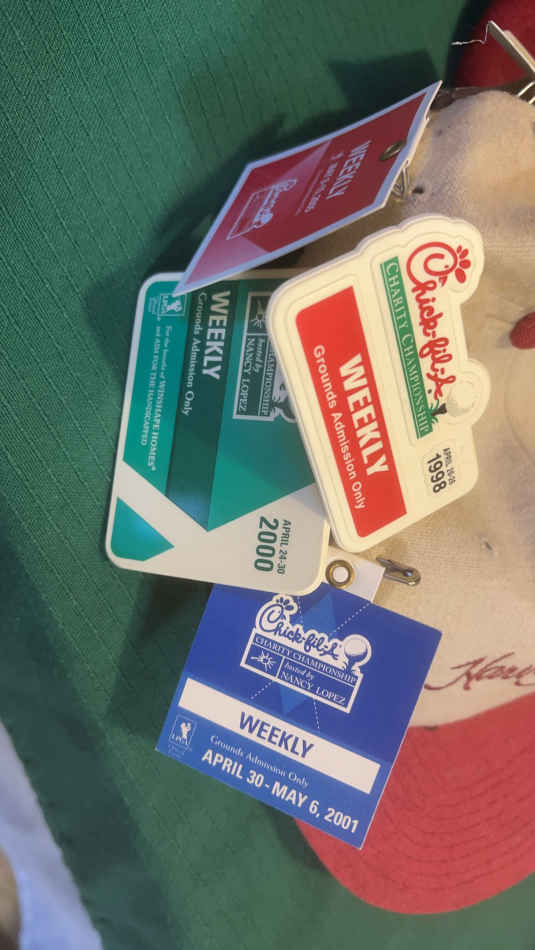 WEEKLY
Chick-fil-A
CHARITY CHAMPIONSHIP
WEEKLY
Grounds Admission Only
APRIL 20-26
1998
CHAMPIONSHIP
hosted by
NANCY LOPEZ
WEEKLY
Grounds Admission Only
For the benefit of WINSHAPE HOMES®
and AIM FOR THE HANDICAPPED
LPGA
APRIL 24-30
2000
Chick-fil-A
CHARITY CHAMPIONSHIP
hosted by
NANCY LOPEZ
WEEKLY
Grounds Admission Only
APRIL 30 - MAY 6, 2001
LPGA